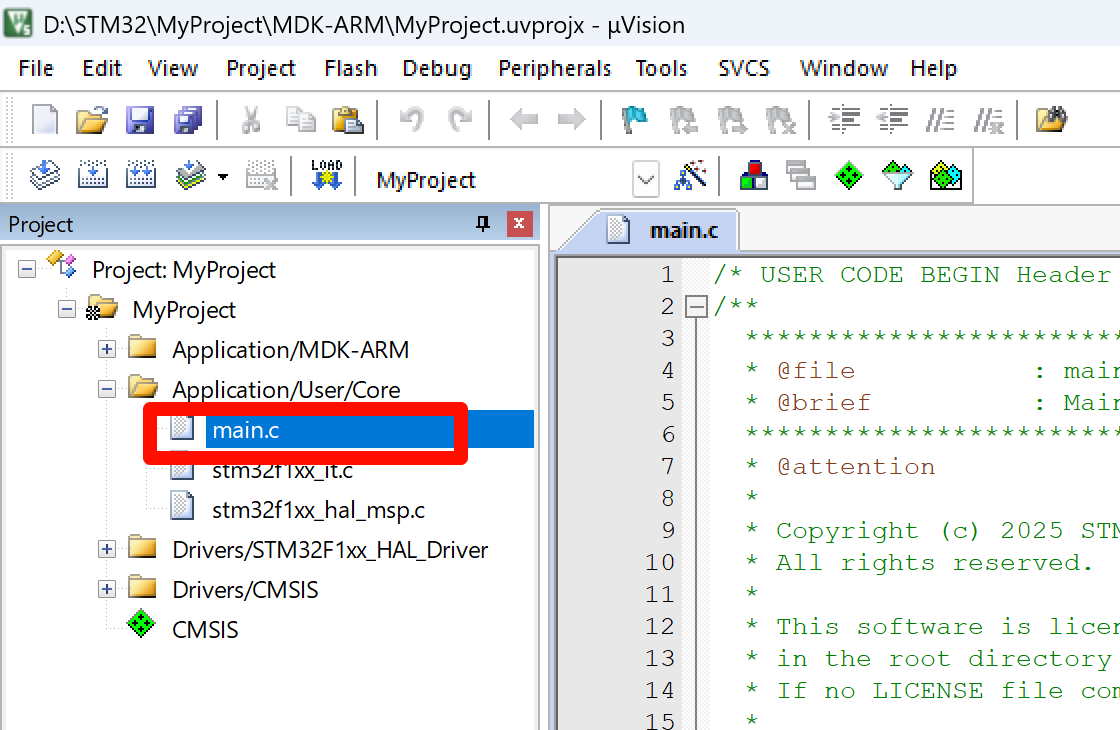 D:\STM32\MyProject\MDK-ARM\MyProject.uvprojx - µVision
File Edit View Project Flash Debug Peripherals Tools SVCS Window Help
LOAD
MyProject
Project
main.c
Project: MyProject
MyProject
Application/MDK-ARM
Application/User/Core
main.c
stm32f1xx_it.c
stm32f1xx_hal_msp.c
Drivers/STM32F1xx_HAL_Driver
Drivers/CMSIS
CMSIS
1 /* USER CODE BEGIN Header
2 /**
3 ************************
4 * @file : main
5 * @brief : Main
6 ************************
7 * @attention
8 *
9 * Copyright (c) 2025 STM
10 * All rights reserved.
11 *
12 * This software is licen
13 * in the root directory
14 * If no LICENSE file com
15 *